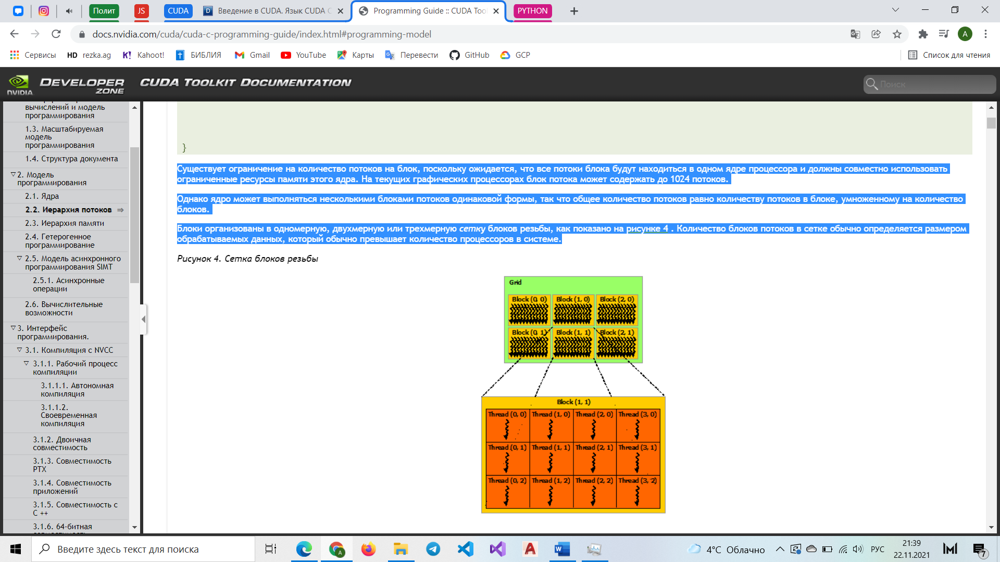 Полит
JS
CUDA
Введение в CUDA. Язык CUDA C
Programming Guide :: CUDA Tool
PYTHON
docs.nvidia.com/cuda/cuda-c-programming-guide/index.html#programming-model
A
Сервисы
HD rezka.ag
K! Kahoot!
БИБЛИЯ
Gmail
YouTube
Карты
Перевести
GitHub
GCP
Список для чтения
NVIDIA
DEVELOPER
ZONE
CUDA TOOLKIT DOCUMENTATION
Поиск
вычислений и модель
программирования
1.3. Масштабируемая
модель
программирования
1.4. Структура документа
2. Модель
программирования
2.1. Ядра
2.2. Иерархия потоков
2.3. Иерархия памяти
2.4. Гетерогенное
программирование
2.5. Модель асинхронного
программирования SIMT
2.5.1. Асинхронные
операции
2.6. Вычислительные
возможности
3. Интерфейс
программирования.
3.1. Компиляция с NVCC
3.1.1. Рабочий процесс
компиляции
3.1.1.1. Автономная
компиляция
3.1.1.2.
Своевременная
компиляция
3.1.2. Двоичная
совместимость
3.1.3. Совместимость
PTX
3.1.4. Совместимость
приложений
3.1.5. Совместимость с
C ++
3.1.6. 64-битная
}
Существует ограничение на количество потоков на блок, поскольку ожидается, что все потоки блока будут находиться в одном ядре процессора и должны совместно использовать
ограниченные ресурсы памяти этого ядра. На текущих графических процессорах блок потока может содержать до 1024 потоков.
Однако ядро может выполняться несколькими блоками потоков одинаковой формы, так что общее количество потоков равно количеству потоков в блоке, умноженному на количество
блоков.
Блоки организованы в одномерную, двухмерную или трехмерную сетку блоков резьбы, как показано на рисунке 4 . Количество блоков потоков в сетке обычно определяется размером
обрабатываемых данных, который обычно превышает количество процессоров в системе.
Рисунок 4. Сетка блоков резьбы
Grid
Block (0, 0) Block (1, 0) Block (2, 0)
Block (0, 1) Block (1, 1) Block (2, 1)
Block (1, 1)
Thread (0, 0) Thread (1, 0) Thread (2, 0) Thread (3, 0)
Thread (0, 1) Thread (1, 1) Thread (2, 1) Thread (3, 1)
Thread (0, 2) Thread (1, 2) Thread (2, 2) Thread (3, 2)
Введите здесь текст для поиска
4°C Облачно
РУС
21:39
22.11.2021
7